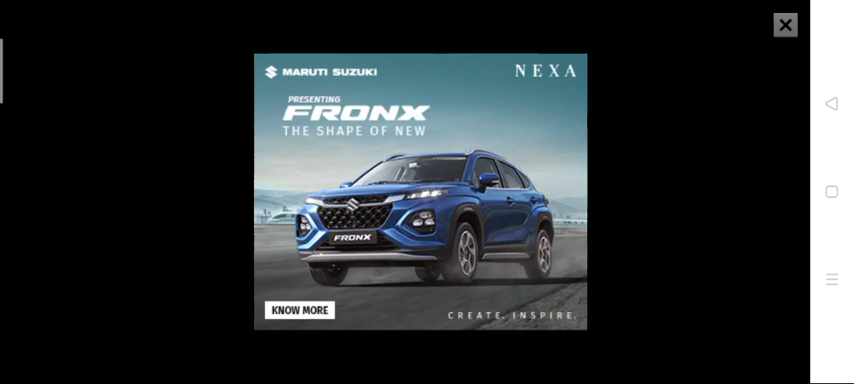 MARUTI SUZUKI
NEXA
PRESENTING
FRONX
THE SHAPE OF NEW
FRONX
KNOW MORE
CREATE. INSPIRE.